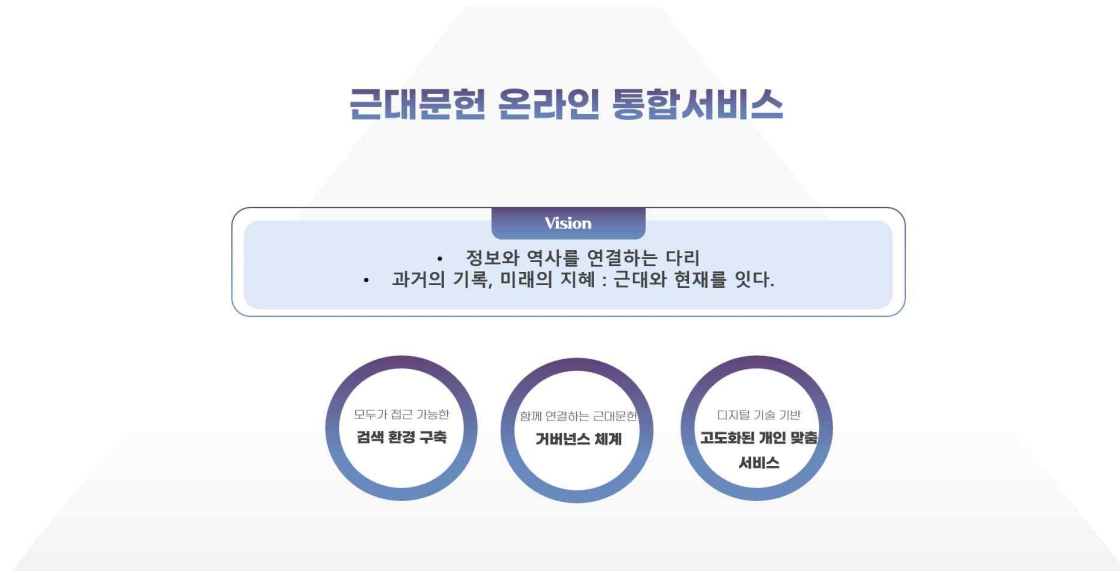 근대문헌 온라인 통합서비스
Vision
• 정보와 역사를 연결하는 다리
• 과거의 기록, 미래의 지혜 : 근대와 현재를 잇다.
모두가 접근 가능한
검색 환경 구축
함께 연결하는 근대문헌
거버넌스 체계
디지털 기술 기반
고도화된 개인 맞춤
서비스